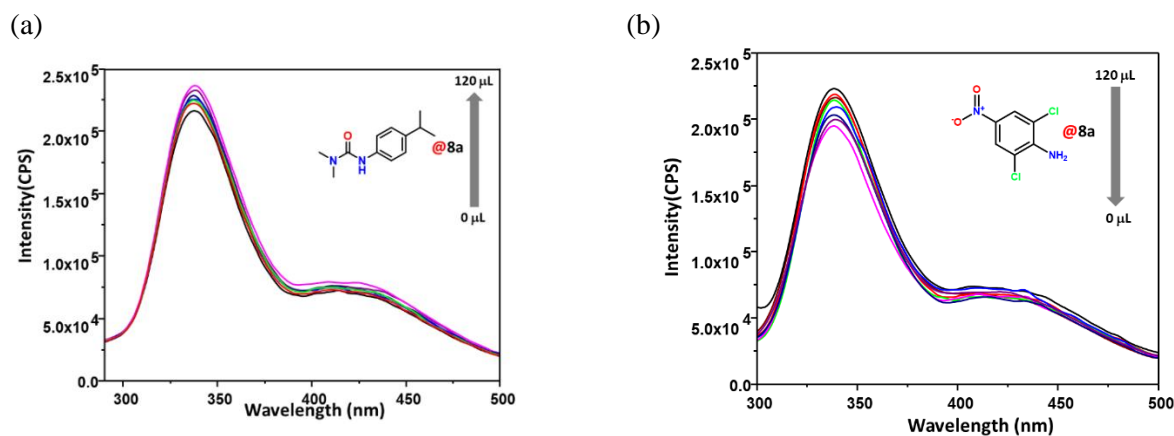 (a)
(b)
Intensity(CPS)
2.5x10 5
2.0x10 5
1.5x10 5
1.0x10 5
5.0x10 4
0.0
300
350
400
450
500
Wavelength (nm)
120 µL
0 µL
O
N
N
H
@8a
Intensity(CPS)
2.5x10 5
2.0x10 5
1.5x10 5
1.0x10 5
5.0x10 4
0.0
300
350
400
450
500
Wavelength (nm)
120 µL
0 µL
O
-O
N+
Cl
@8a
NH2
Cl